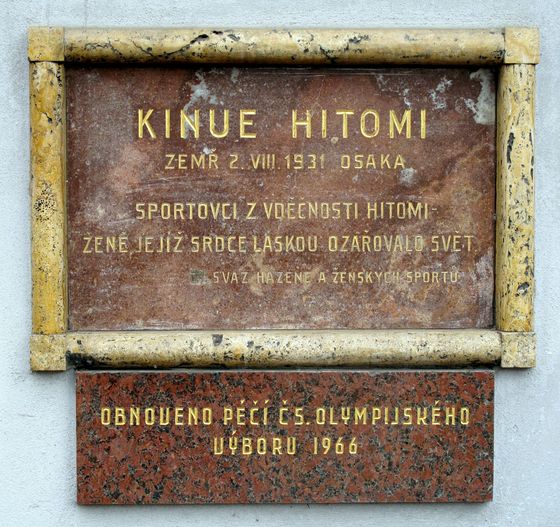 KINUE HITOMI
ZEMŘ 2. VIII. 1931 OSAKA
SPORTOVCI Z VDĚČNOSTI HITOMI-
ŽENĚ, JEJÍŽ SRDCE LÁSKOU OZAŘOVALO SVĚT.
SVAZ HÁZENÉ A ŽENSKÝCH SPORTŮ
OBNOVENO PÉČÍ ČS. OLYMPIJSKÉHO
VÝBORU 1966